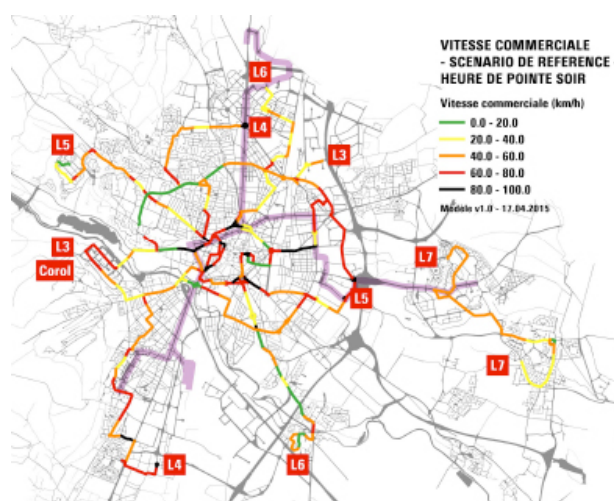 VITESSE COMMERCIALE
- SCENARIO DE REFERENCE
HEURE DE POINTE SOIR
Vitesse commerciale (km/h)
0.0 - 20.0
20.0 - 40.0
40.0 - 60.0
60.0 - 80.0
80.0 - 100.0
Modèle v1.0 - 17.04.2015
L6
L4
L5
L3
L3
Corol
L7
L5
L7
L4
L6